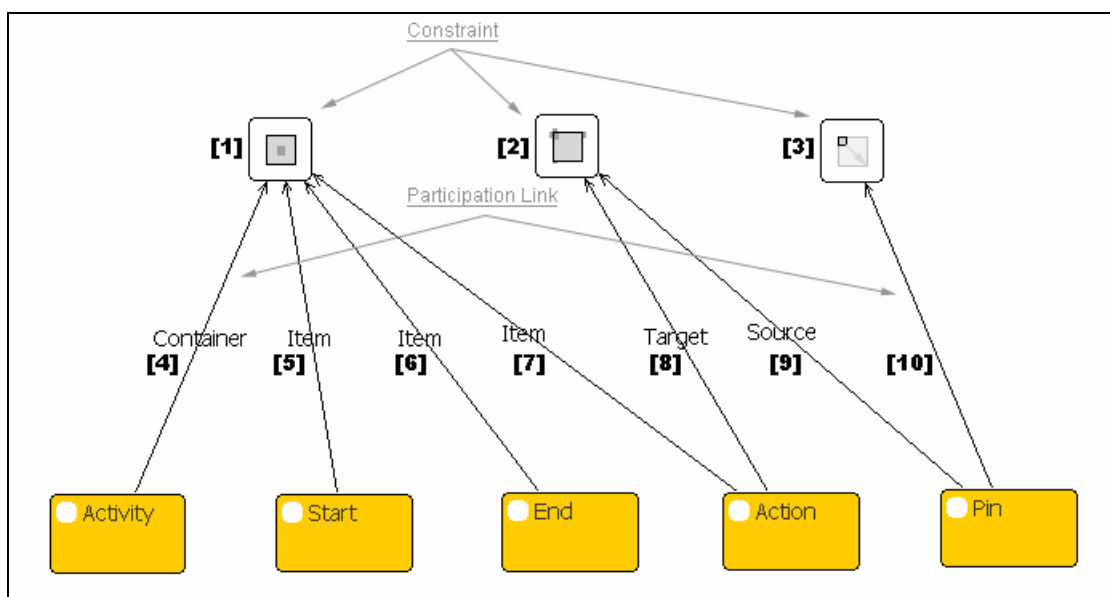 Constraint
[1]
[2]
[3]
Participation Link
Container
Item
Item
Item
Target
Source
[4]
[5]
[6]
[7]
[8]
[9]
[10]
Activity
Start
End
Action
Pin